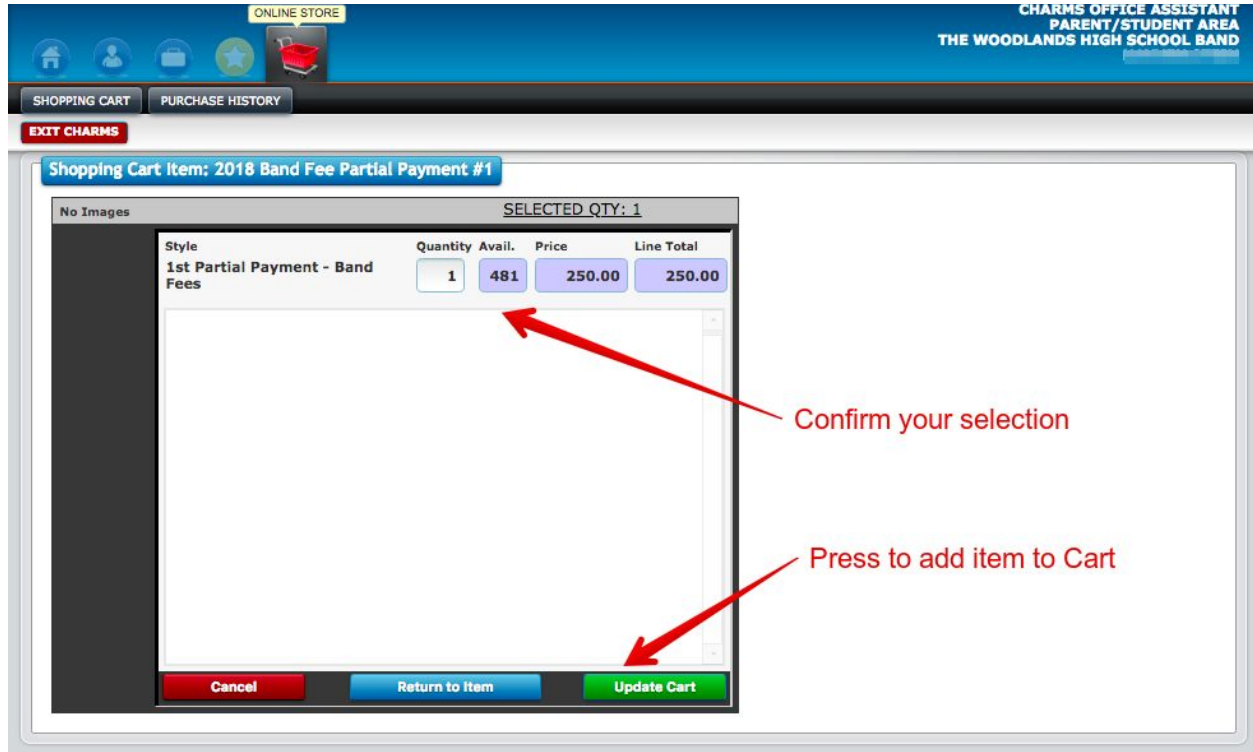 ONLINE STORE
CHARMS OFFICE ASSISTANT
PARENT/STUDENT AREA
THE WOODLANDS HIGH SCHOOL BAND
SHOPPING CART PURCHASE HISTORY
EXIT CHARMS
Shopping Cart Item: 2018 Band Fee Partial Payment #1
No Images SELECTED QTY: 1
Style Quantity Avail. Price Line Total
1st Partial Payment - Band
Fees
1 481 250.00 250.00
Confirm your selection
Press to add item to Cart
Cancel Return to Item Update Cart